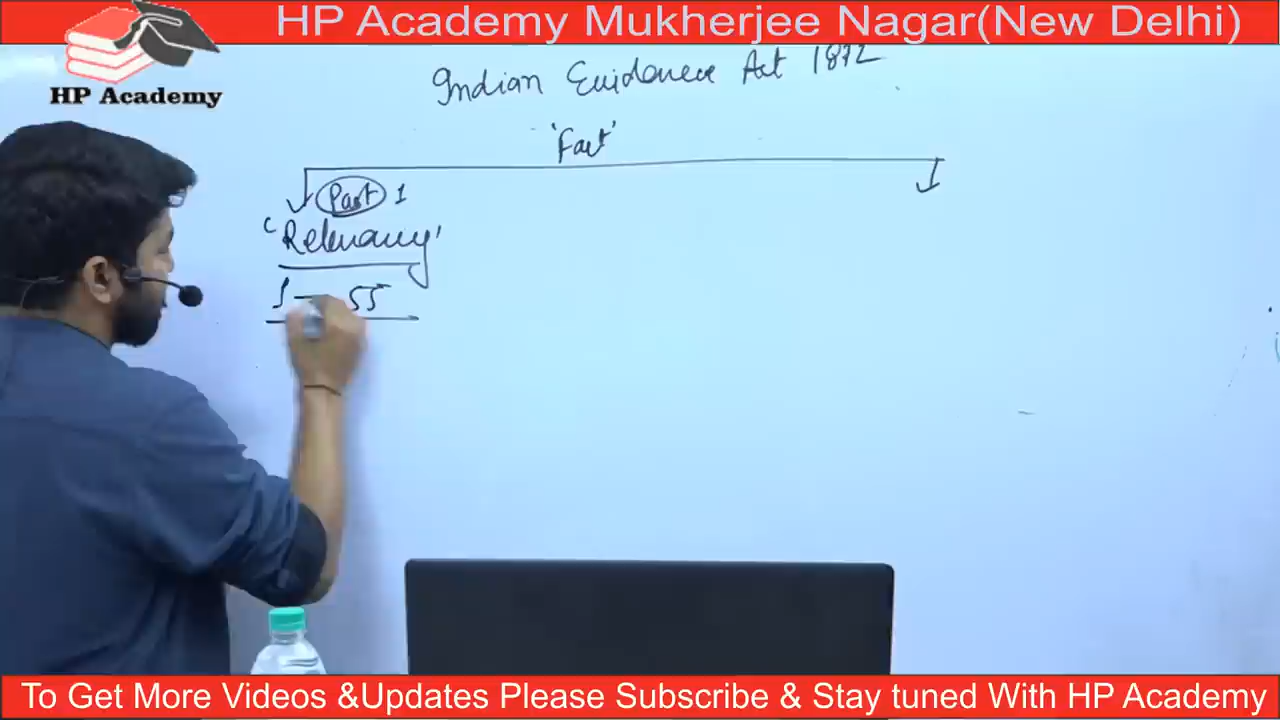 HP Academy Mukherjee Nagar(New Delhi)
HP Academy
Indian Evidence Act 1872
'Fact'
Part 1
'Relevancy'
1 – 55
To Get More Videos &Updates Please Subscribe & Stay tuned With HP Academy